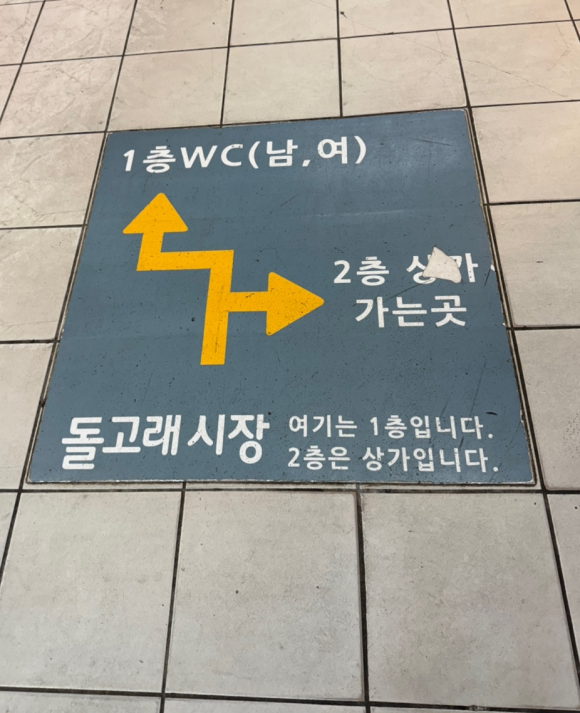 1층WC(남,여)
2층
가는곳
돌고래시장
여기는 1층입니다.
2층은 상가입니다.